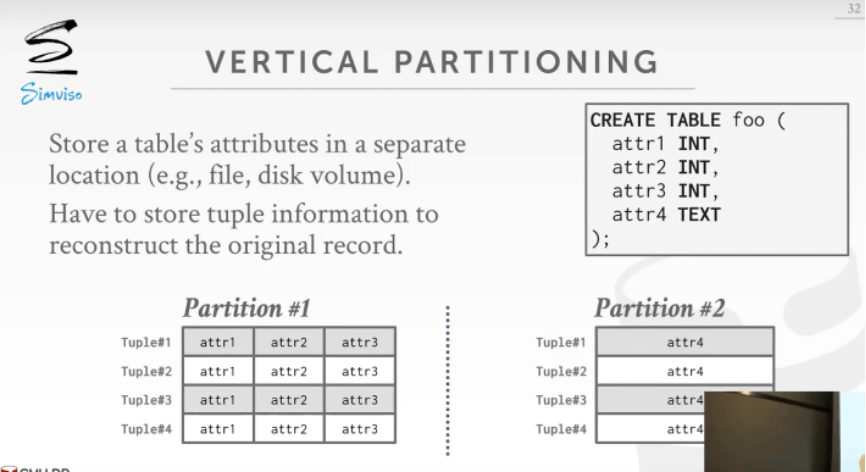 32
Simviso
VERTICAL PARTITIONING
Store a table's attributes in a separate
location (e.g., file, disk volume).
Have to store tuple information to
reconstruct the original record.
CREATE TABLE foo (
attr1 INT,
attr2 INT,
attr3 INT,
attr4 TEXT
);
Partition #1
Tuple#1 attr1 attr2 attr3
Tuple#2 attr1 attr2 attr3
Tuple#3 attr1 attr2 attr3
Tuple#4 attr1 attr2 attr3
Partition #2
Tuple#1 attr4
Tuple#2 attr4
Tuple#3 attr4
Tuple#4 attr4